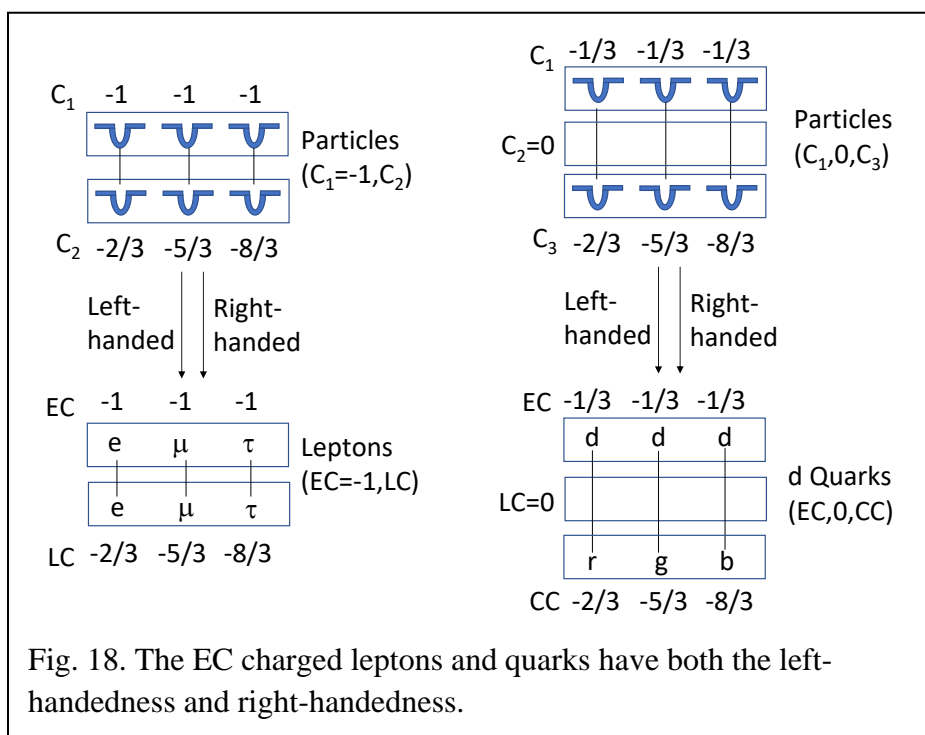 C1 -1 -1 -1
Particles
(C1=-1,C2)
C2 -2/3 -5/3 -8/3
Left-
handed
Right-
handed
EC -1 -1 -1
e μ τ
Leptons
(EC=-1,LC)
e μ τ
LC -2/3 -5/3 -8/3
C1 -1/3 -1/3 -1/3
C2=0
Particles
(C1,0,C3)
C3 -2/3 -5/3 -8/3
Left-
handed
Right-
handed
EC -1/3 -1/3 -1/3
d d d
LC=0
d Quarks
(EC,0,CC)
r g b
CC -2/3 -5/3 -8/3
Fig. 18. The EC charged leptons and quarks have both the left-
handedness and right-handedness.